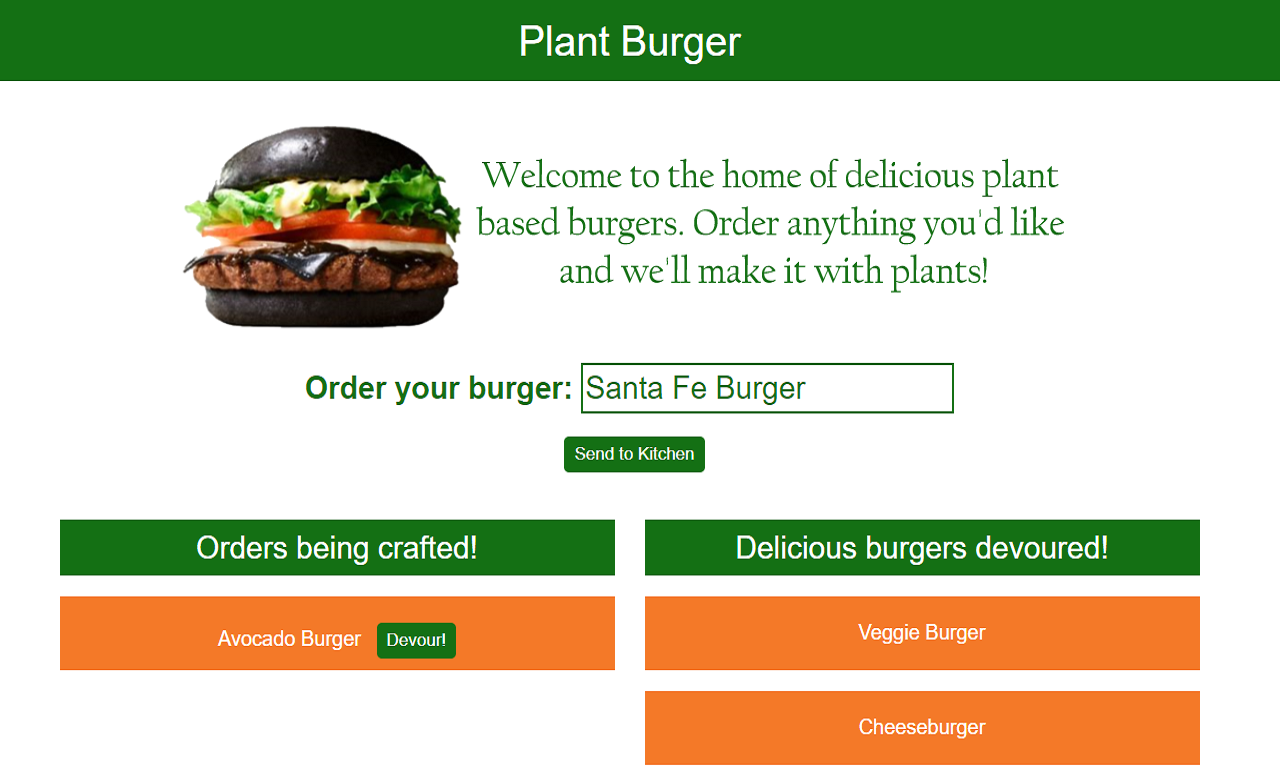 Plant Burger
Welcome to the home of delicious plant
based burgers. Order anything you'd like
and we'll make it with plants!
Order your burger: Santa Fe Burger
Send to Kitchen
Orders being crafted!
Avocado Burger Devour!
Delicious burgers devoured!
Veggie Burger
Cheeseburger